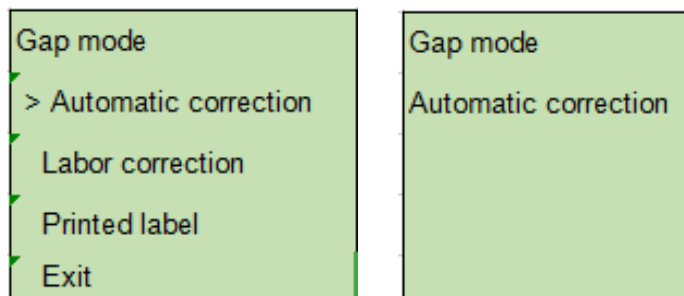 Gap mode
> Automatic correction
Labor correction
Printed label
Exit
Gap mode
Automatic correction